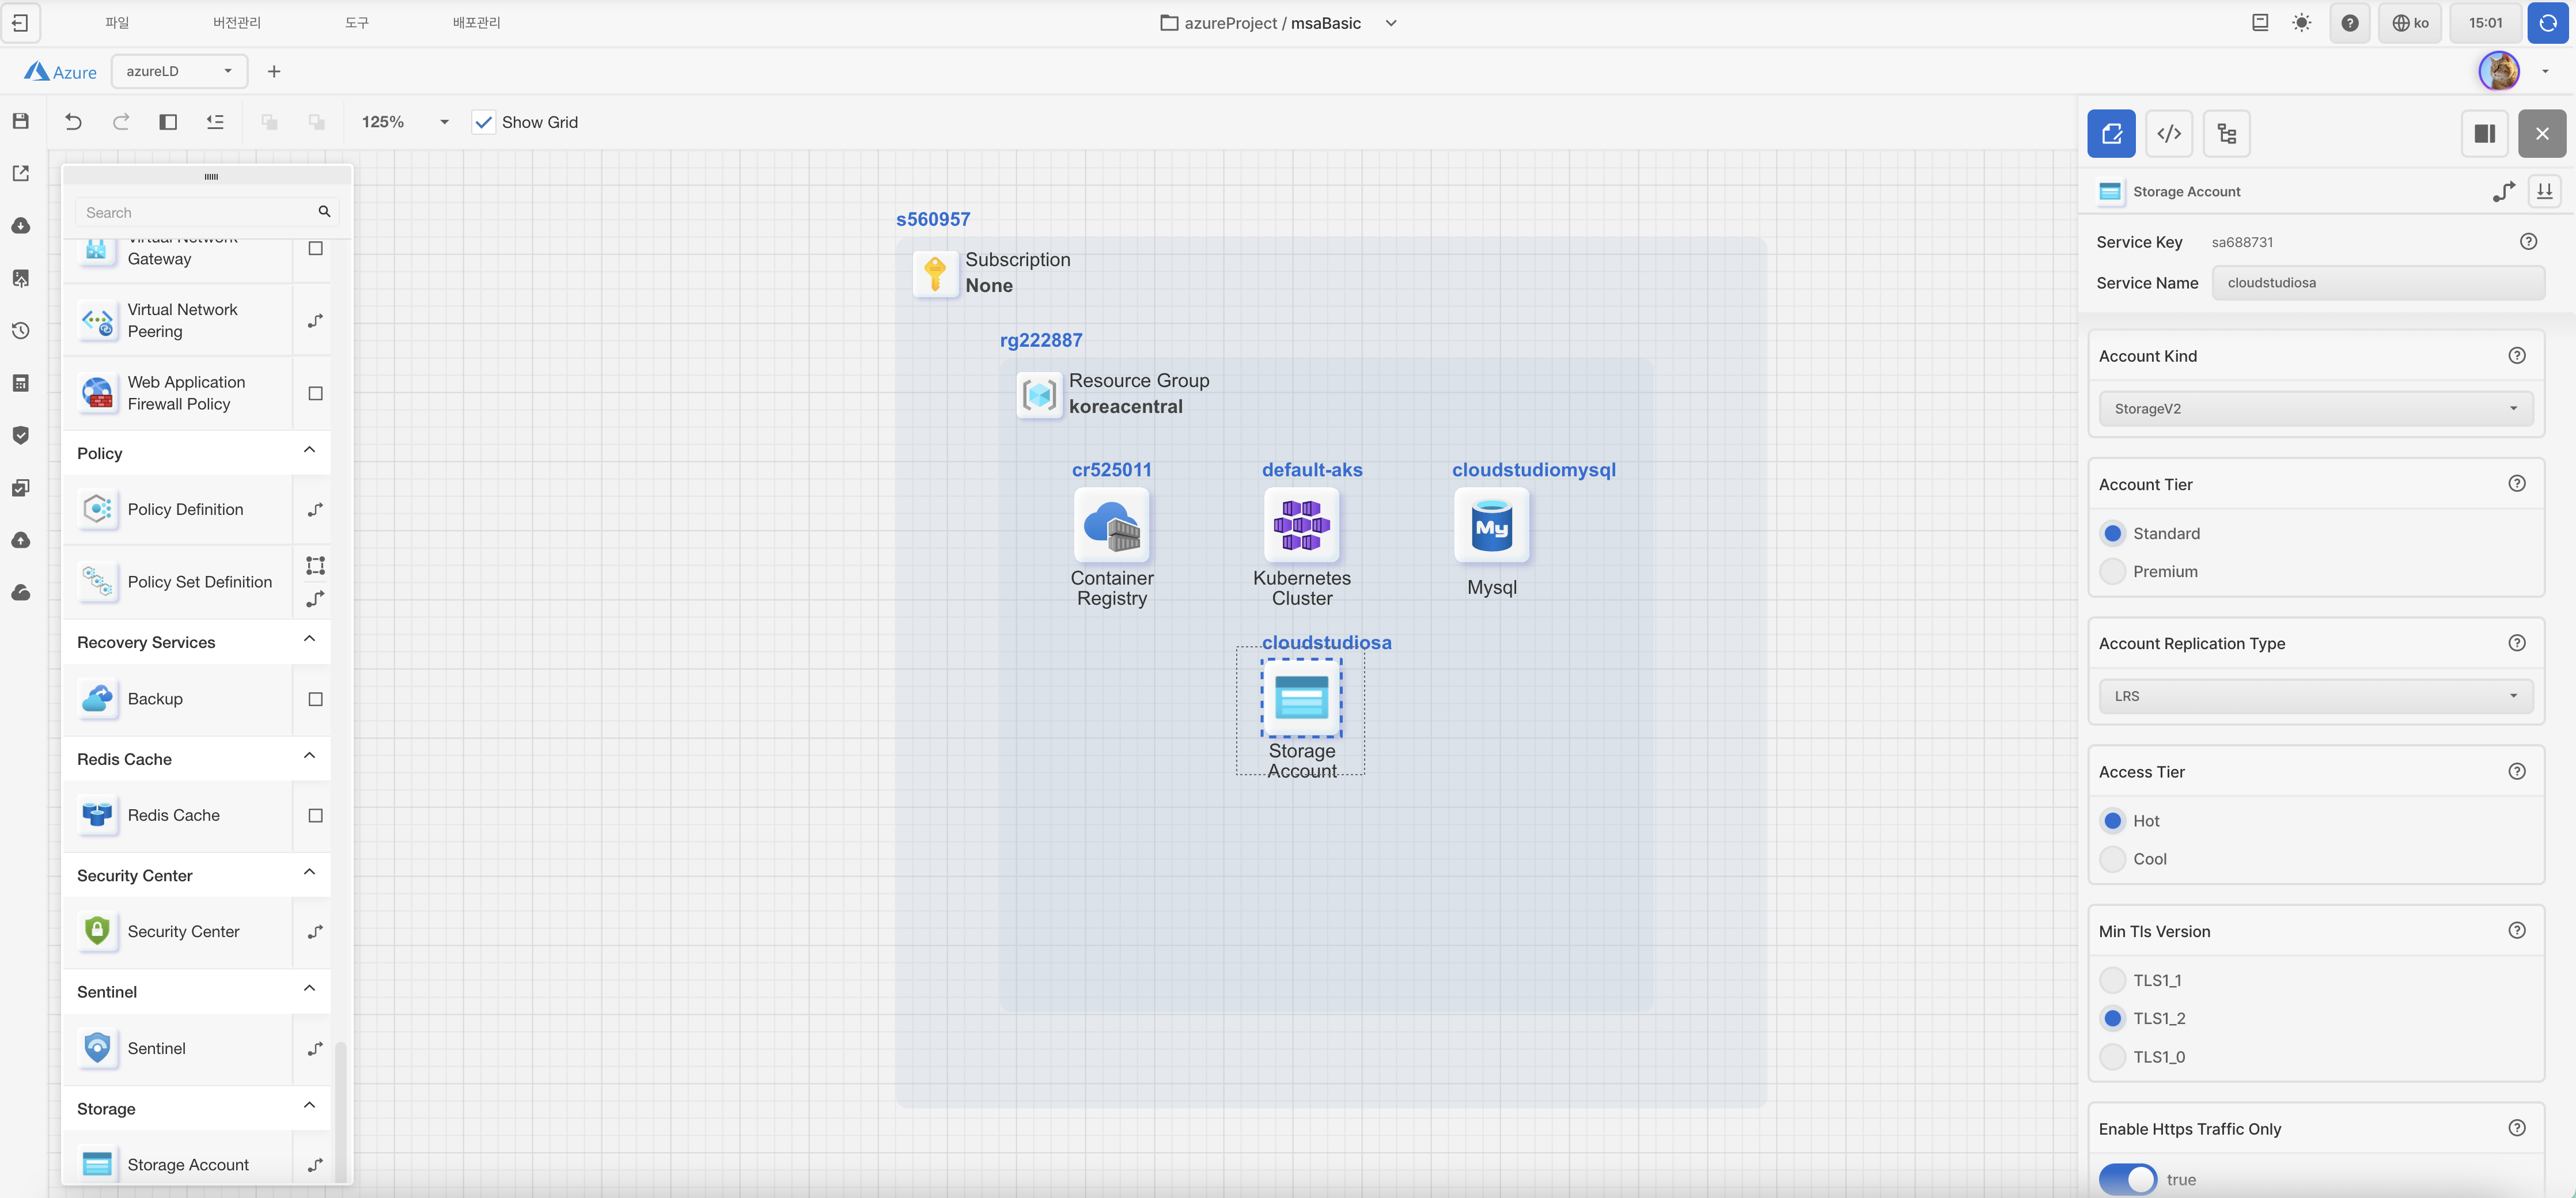 파일
버전관리
도구
배포관리
azureProject / msaBasic
ko
15:01
Azure
azureLD
125%
Show Grid
Search
Virtual Network
Gateway
Virtual Network
Peering
Web Application
Firewall Policy
Policy
Policy Definition
Policy Set Definition
Recovery Services
Backup
Redis Cache
Redis Cache
Security Center
Security Center
Sentinel
Sentinel
Storage
Storage Account
s560957
Subscription
None
rg222887
Resource Group
koreacentral
cr525011
Container
Registry
default-aks
Kubernetes
Cluster
cloudstudiomysql
My
Mysql
cloudstudiosa
Storage
Account
Storage Account
Service Key
sa688731
Service Name
cloudstudiosa
Account Kind
StorageV2
Account Tier
Standard
Premium
Account Replication Type
LRS
Access Tier
Hot
Cool
Min Tls Version
TLS1_1
TLS1_2
TLS1_0
Enable Https Traffic Only
true